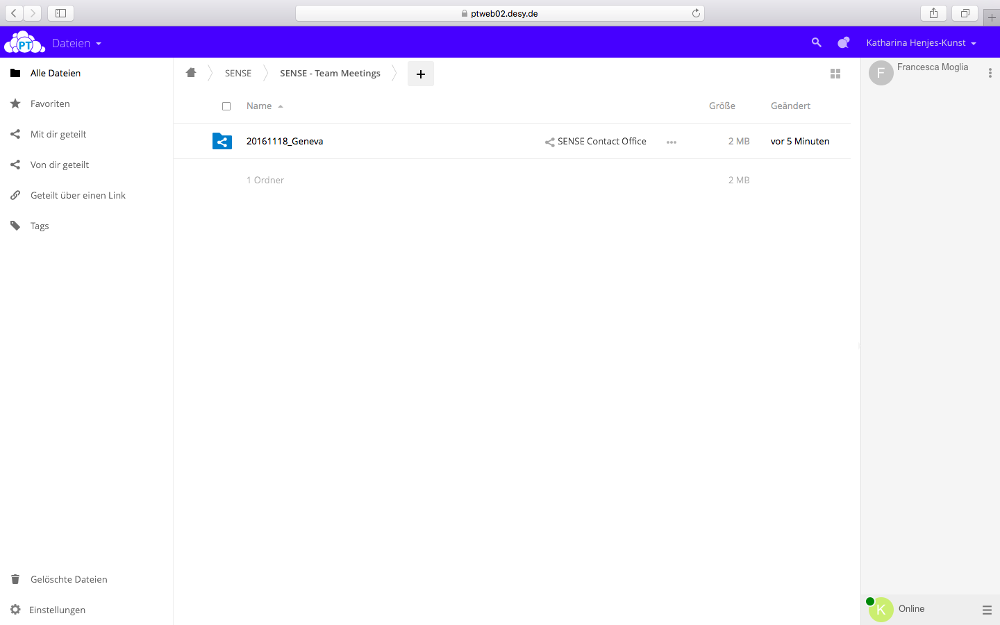 ptweb02.desy.de
PT Dateien
Katharina Henjes-Kunst
Alle Dateien
Favoriten
Mit dir geteilt
Von dir geteilt
Geteilt über einen Link
Tags
Gelöschte Dateien
Einstellungen
SENSE
SENSE - Team Meetings
+
Name Größe Geändert
20161118_Geneva SENSE Contact Office 2 MB vor 5 Minuten
1 Ordner 2 MB
F Francesca Moglia
K Online